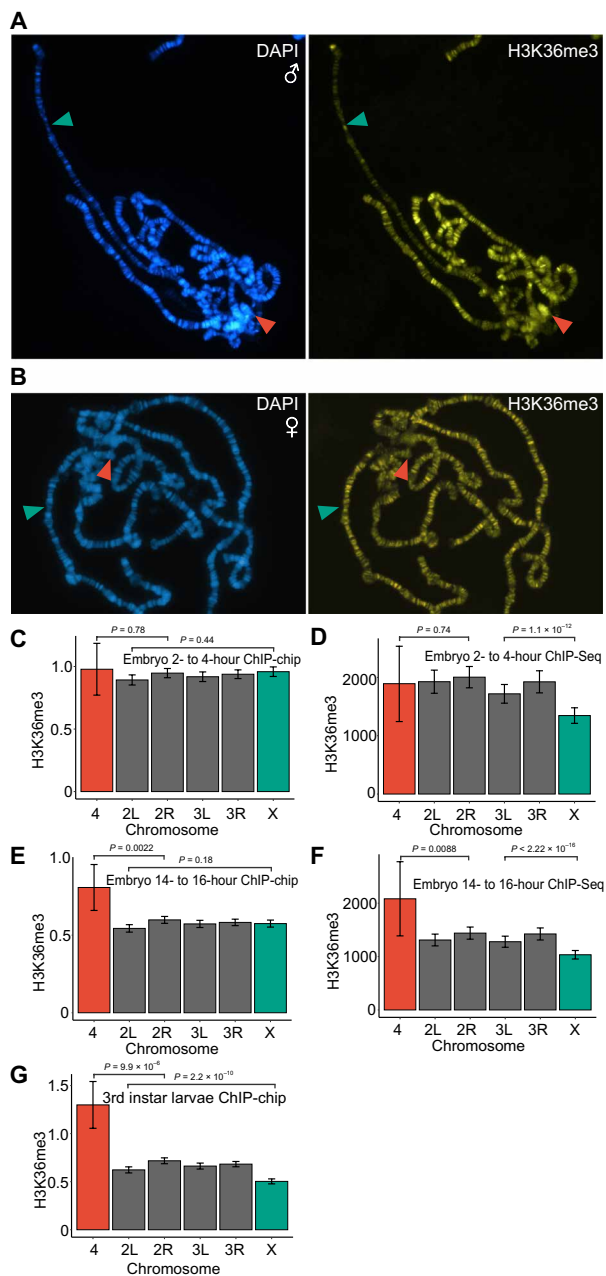 A
DAPI
♂
H3K36me3
B
DAPI
♀
H3K36me3
C
P = 0.78
P = 0.44
Embryo 2- to 4-hour ChIP-chip
H3K36me3
1.0
0.5
0
4 2L 2R 3L 3R X
Chromosome
D
P = 1.1 × 10⁻¹²
P = 0.74
Embryo 2- to 4-hour ChIP-Seq
H3K36me3
2000
1000
0
4 2L 2R 3L 3R X
Chromosome
E
P = 0.0022
P = 0.18
Embryo 14- to 16-hour ChIP-chip
H3K36me3
1.0
0.5
0
4 2L 2R 3L 3R X
Chromosome
F
P = 0.0088
P < 2.22 × 10⁻¹⁶
Embryo 14- to 16-hour ChIP-Seq
H3K36me3
2000
1000
0
4 2L 2R 3L 3R X
Chromosome
G
P = 9.9 × 10⁻⁶
P = 2.2 × 10⁻¹⁰
3rd instar larvae ChIP-chip
H3K36me3
1.5
1.0
0.5
0
4 2L 2R 3L 3R X
Chromosome